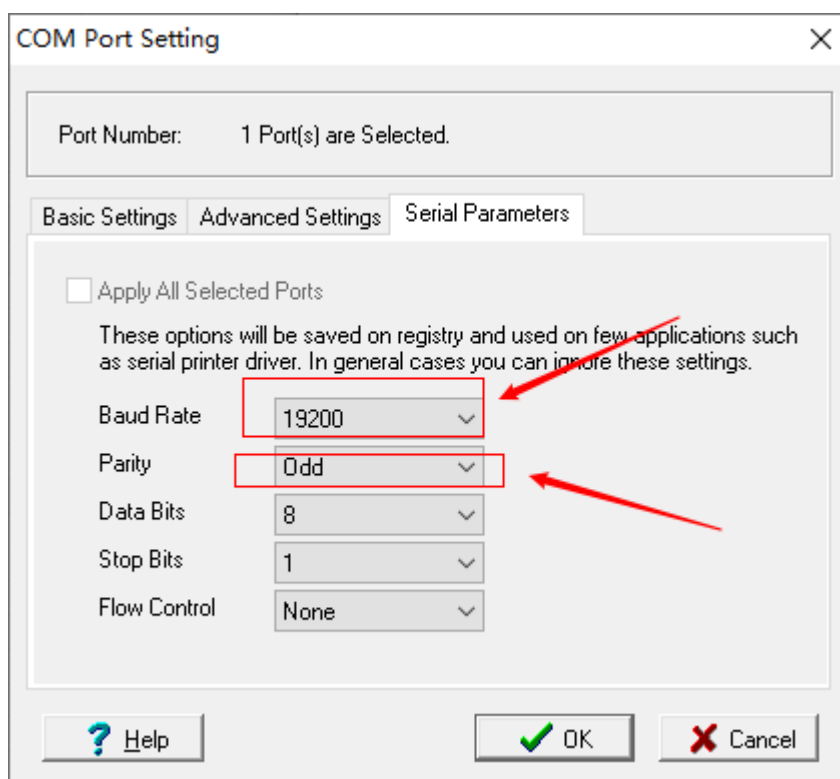 COM Port Setting
Port Number: 1 Port(s) are Selected.
Basic Settings Advanced Settings Serial Parameters
Apply All Selected Ports
These options will be saved on registry and used on few applications such
as serial printer driver. In general cases you can ignore these settings.
Baud Rate 19200
Parity Odd
Data Bits 8
Stop Bits 1
Flow Control None
? Help OK Cancel